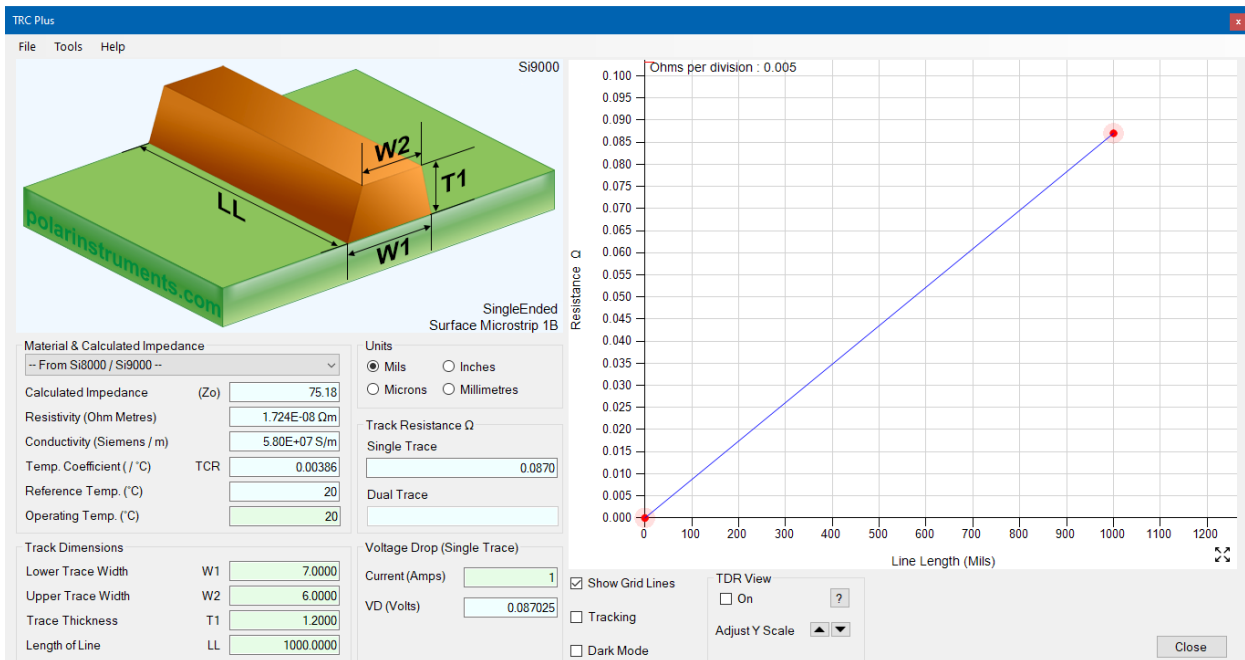 TRC Plus
x
File Tools Help
Si9000
W2
T1
LL
W1
polarinstruments.com
SingleEnded
Surface Microstrip 1B
Material & Calculated Impedance
-- From Si8000 / Si9000 --
Calculated Impedance (Zo) 75.18
Resistivity (Ohm Metres) 1.724E-08 Ωm
Conductivity (Siemens / m) 5.80E+07 S/m
Temp. Coefficient ( / °C) TCR 0.00386
Reference Temp. (°C) 20
Operating Temp. (°C) 20
Track Dimensions
Lower Trace Width W1 7.0000
Upper Trace Width W2 6.0000
Trace Thickness T1 1.2000
Length of Line LL 1000.0000
Units
Mils Inches
Microns Millimetres
Track Resistance Ω
Single Trace
0.0870
Dual Trace
Voltage Drop (Single Trace)
Current (Amps) 1
VD (Volts) 0.087025
Ohms per division : 0.005
0.100
0.095
0.090
0.085
0.080
0.075
0.070
0.065
0.060
0.055
0.050
0.045
0.040
0.035
0.030
0.025
0.020
0.015
0.010
0.005
0.000
Resistance Ω
0 100 200 300 400 500 600 700 800 900 1000 1100 1200
Line Length (Mils)
Show Grid Lines
Tracking
Dark Mode
TDR View
On ?
Adjust Y Scale
Close